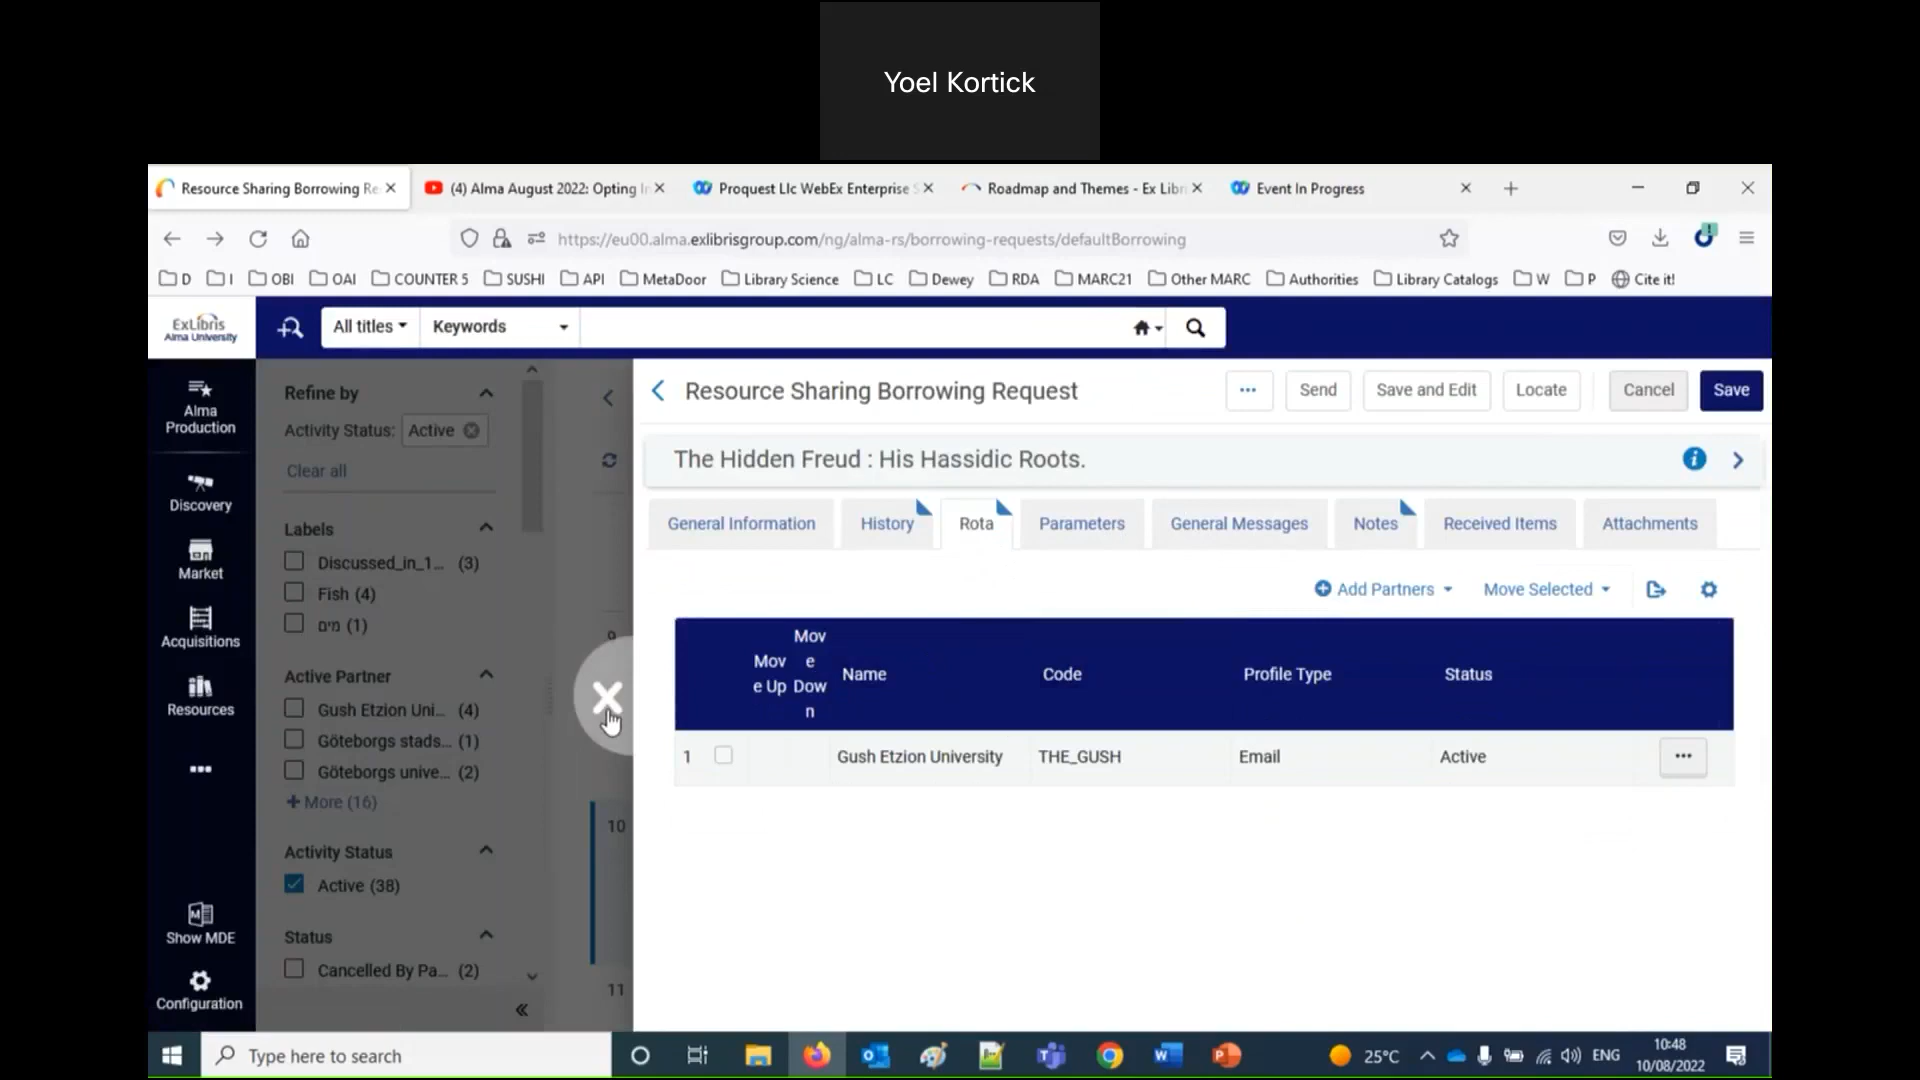 Yoel Kortick
Resource Sharing Borrowing Re
(4) Alma August 2022: Opting In
Proquest Llc WebEx Enterprise S
Roadmap and Themes - Ex Libri
Event In Progress
https://eu00.alma.exlibrisgroup.com/ng/alma-rs/borrowing-requests/defaultBorrowing
D I OBI OAI COUNTER 5 SUSHI API MetaDoor Library Science LC Dewey RDA MARC21 Other MARC Authorities Library Catalogs W P Cite it!
ExLibris
Alma University
All titles
Keywords
Alma
Production
Discovery
Market
Acquisitions
Resources
Show MDE
Configuration
Refine by
Activity Status: Active
Clear all
Labels
Discussed_in_1... (3)
Fish (4)
מים (1)
Active Partner
Gush Etzion Uni... (4)
Göteborgs stads... (1)
Göteborgs unive... (2)
+ More (16)
Activity Status
Active (38)
Status
Cancelled By Pa... (2)
9
10
11
Resource Sharing Borrowing Request
Send
Save and Edit
Locate
Cancel
Save
The Hidden Freud : His Hassidic Roots.
General Information
History
Rota
Parameters
General Messages
Notes
Received Items
Attachments
Add Partners
Move Selected
Mov
e Up
Mov
e
Dow
n
Name
Code
Profile Type
Status
1 Gush Etzion University THE_GUSH Email Active
Type here to search
25°C
ENG
10:48
10/08/2022